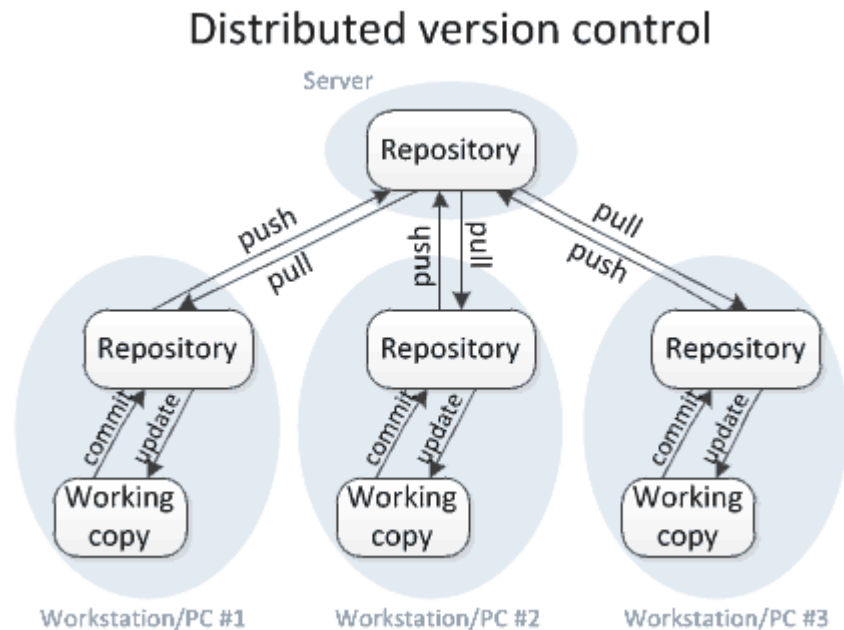 Distributed version control
Server
Repository
push
pull
push
pull
pull
push
Repository
Repository
Repository
commit
update
commit
update
commit
update
Working
copy
Working
copy
Working
copy
Workstation/PC #1
Workstation/PC #2
Workstation/PC #3